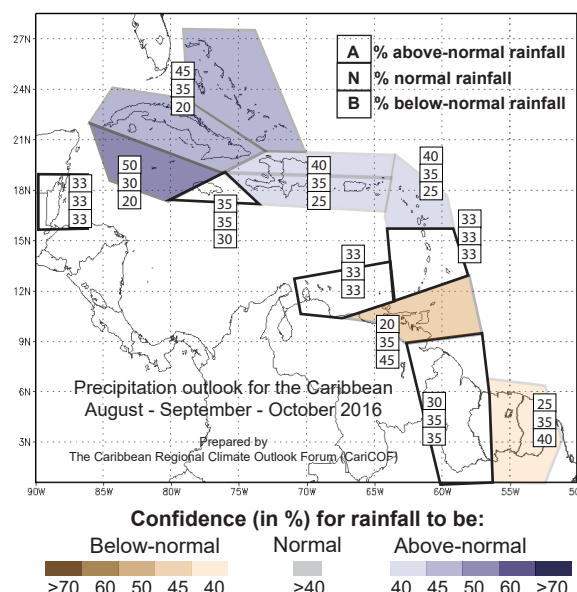 27N
24N
21N
18N
15N
12N
9N
6N
3N
90W
85W
80W
75W
70W
65W
60W
55W
50
A % above-normal rainfall
N % normal rainfall
B % below-normal rainfall
45
35
20
50
30
20
40
35
25
40
35
25
33
33
33
35
35
30
33
33
33
33
33
33
20
35
45
30
35
35
25
35
40
Precipitation outlook for the Caribbean
August - September - October 2016
Prepared by
The Caribbean Regional Climate Outlook Forum (CariCOF)
Confidence (in %) for rainfall to be:
Below-normal Normal Above-normal
>70 60 50 45 40 >40 40 45 50 60 >70